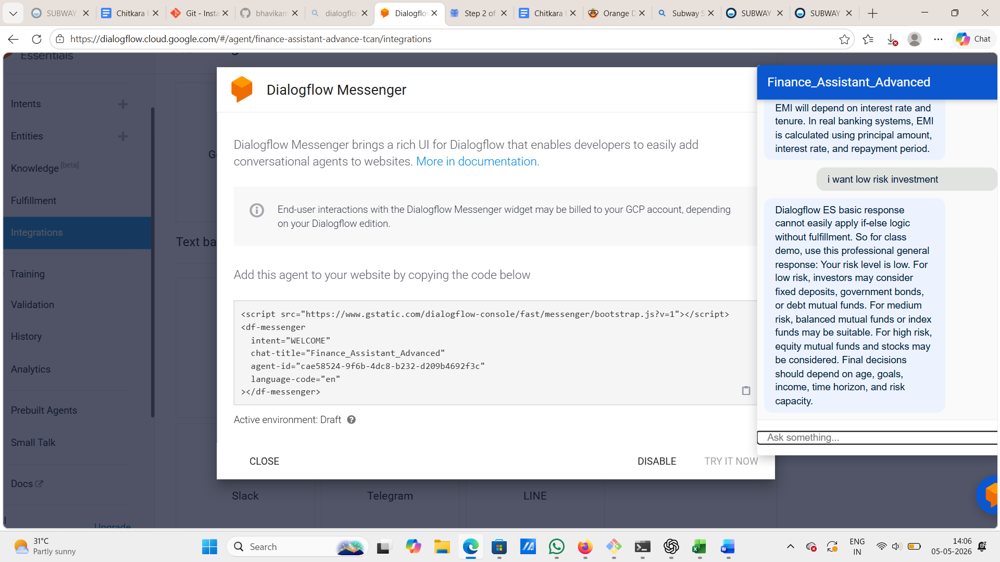 SUBWAY
Chitkara
Git - Insta
bhavikam
dialogflow
Dialogflo
Step 2 of
Chitkara
Orange D
Subway S
SUBWAY
SUBWAY
https://dialogflow.cloud.google.com/#/agent/finance-assistant-advance-tcan/integrations
Chat
Essentials
Intents
Entities
Knowledge [beta]
Fulfillment
Integrations
Training
Validation
History
Analytics
Prebuilt Agents
Small Talk
Docs
Upgrade
Text ba
Slack
Telegram
LINE
Dialogflow Messenger
Dialogflow Messenger brings a rich UI for Dialogflow that enables developers to easily add
conversational agents to websites. More in documentation.
End-user interactions with the Dialogflow Messenger widget may be billed to your GCP account, depending
on your Dialogflow edition.
Add this agent to your website by copying the code below
<script src="https://www.gstatic.com/dialogflow-console/fast/messenger/bootstrap.js?v=1"></script>
<df-messenger
intent="WELCOME"
chat-title="Finance_Assistant_Advanced"
agent-id="cae58524-9f6b-4dc8-b232-d209b4692f3c"
language-code="en"
></df-messenger>
Active environment: Draft
CLOSE
DISABLE
TRY IT NOW
Finance_Assistant_Advanced
EMI will depend on interest rate and
tenure. In real banking systems, EMI
is calculated using principal amount,
interest rate, and repayment period.
i want low risk investment
Dialogflow ES basic response
cannot easily apply if-else logic
without fulfillment. So for class
demo, use this professional general
response: Your risk level is low. For
low risk, investors may consider
fixed deposits, government bonds,
or debt mutual funds. For medium
risk, balanced mutual funds or index
funds may be suitable. For high risk,
equity mutual funds and stocks may
be considered. Final decisions
should depend on age, goals,
income, time horizon, and risk
capacity.
Ask something...
31°C
Partly sunny
Search
ENG
IN
14:06
05-05-2026